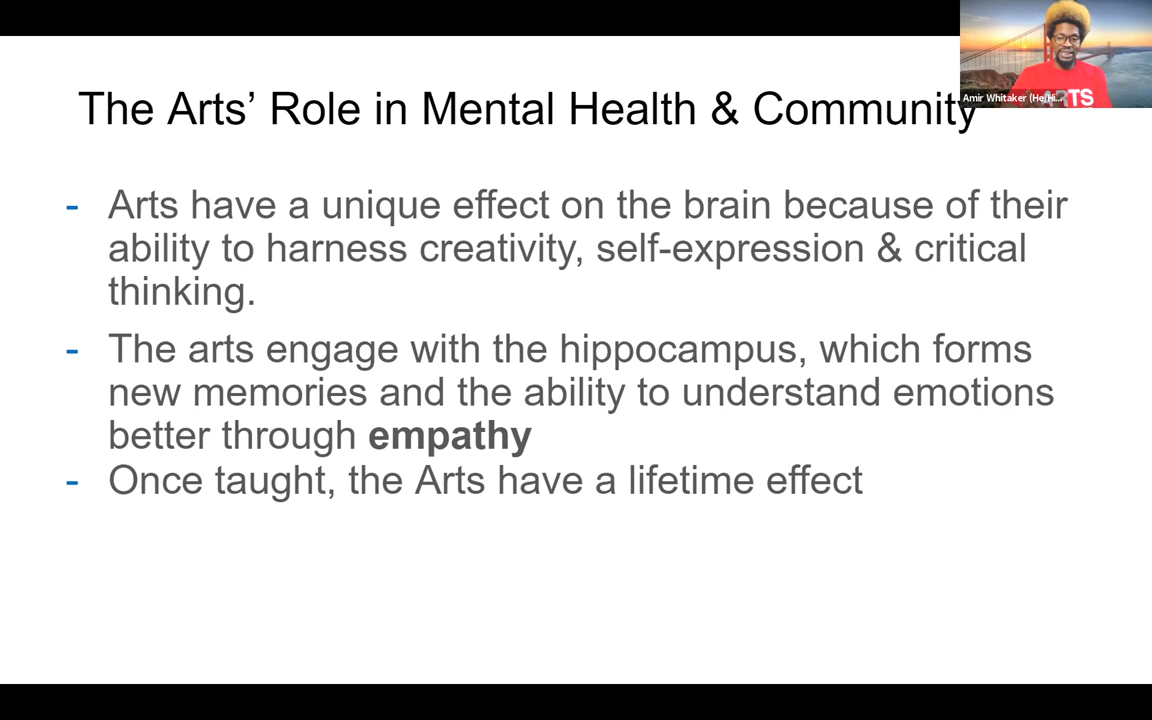 The Arts’ Role in Mental Health & Community
Amir Whitaker (He/Hi...
ARTS
- Arts have a unique effect on the brain because of their
ability to harness creativity, self-expression & critical
thinking.
- The arts engage with the hippocampus, which forms
new memories and the ability to understand emotions
better through empathy
- Once taught, the Arts have a lifetime effect